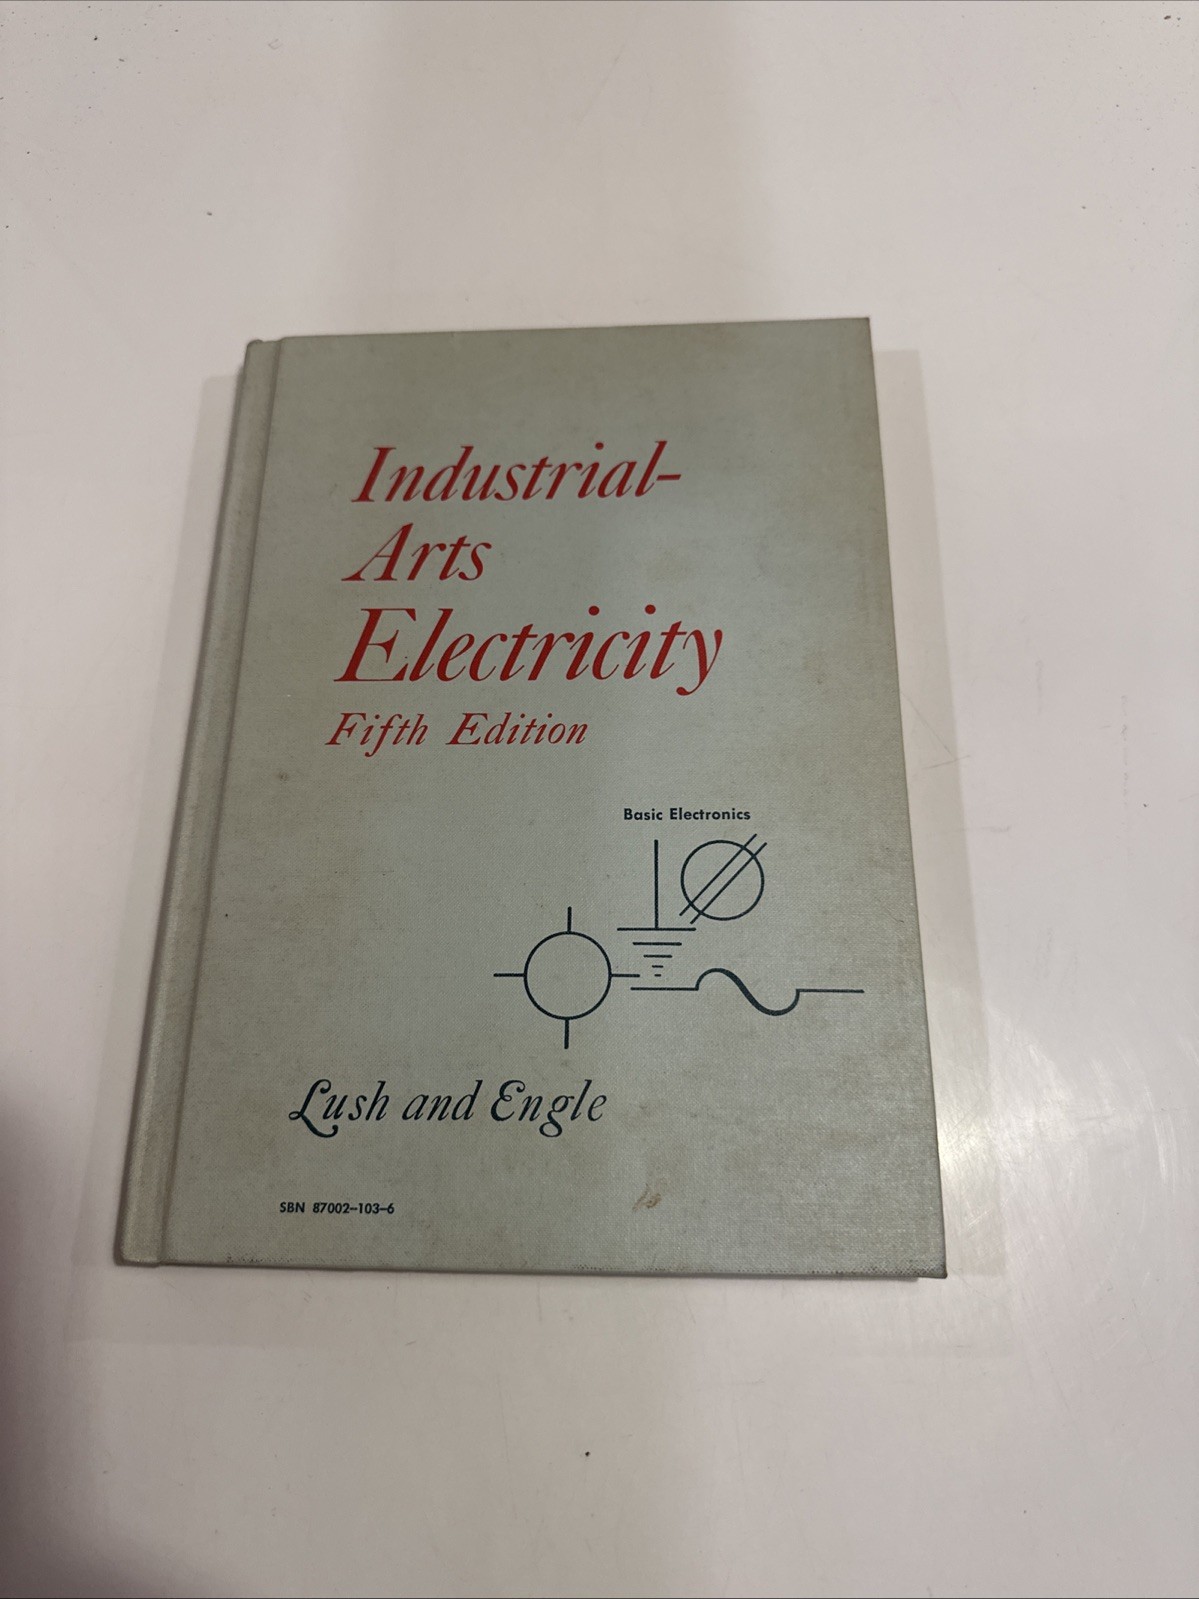 Industrial-
Arts
Electricity
Fifth Edition
Basic Electronics
Lush and Engle
SBN 87002-103-6